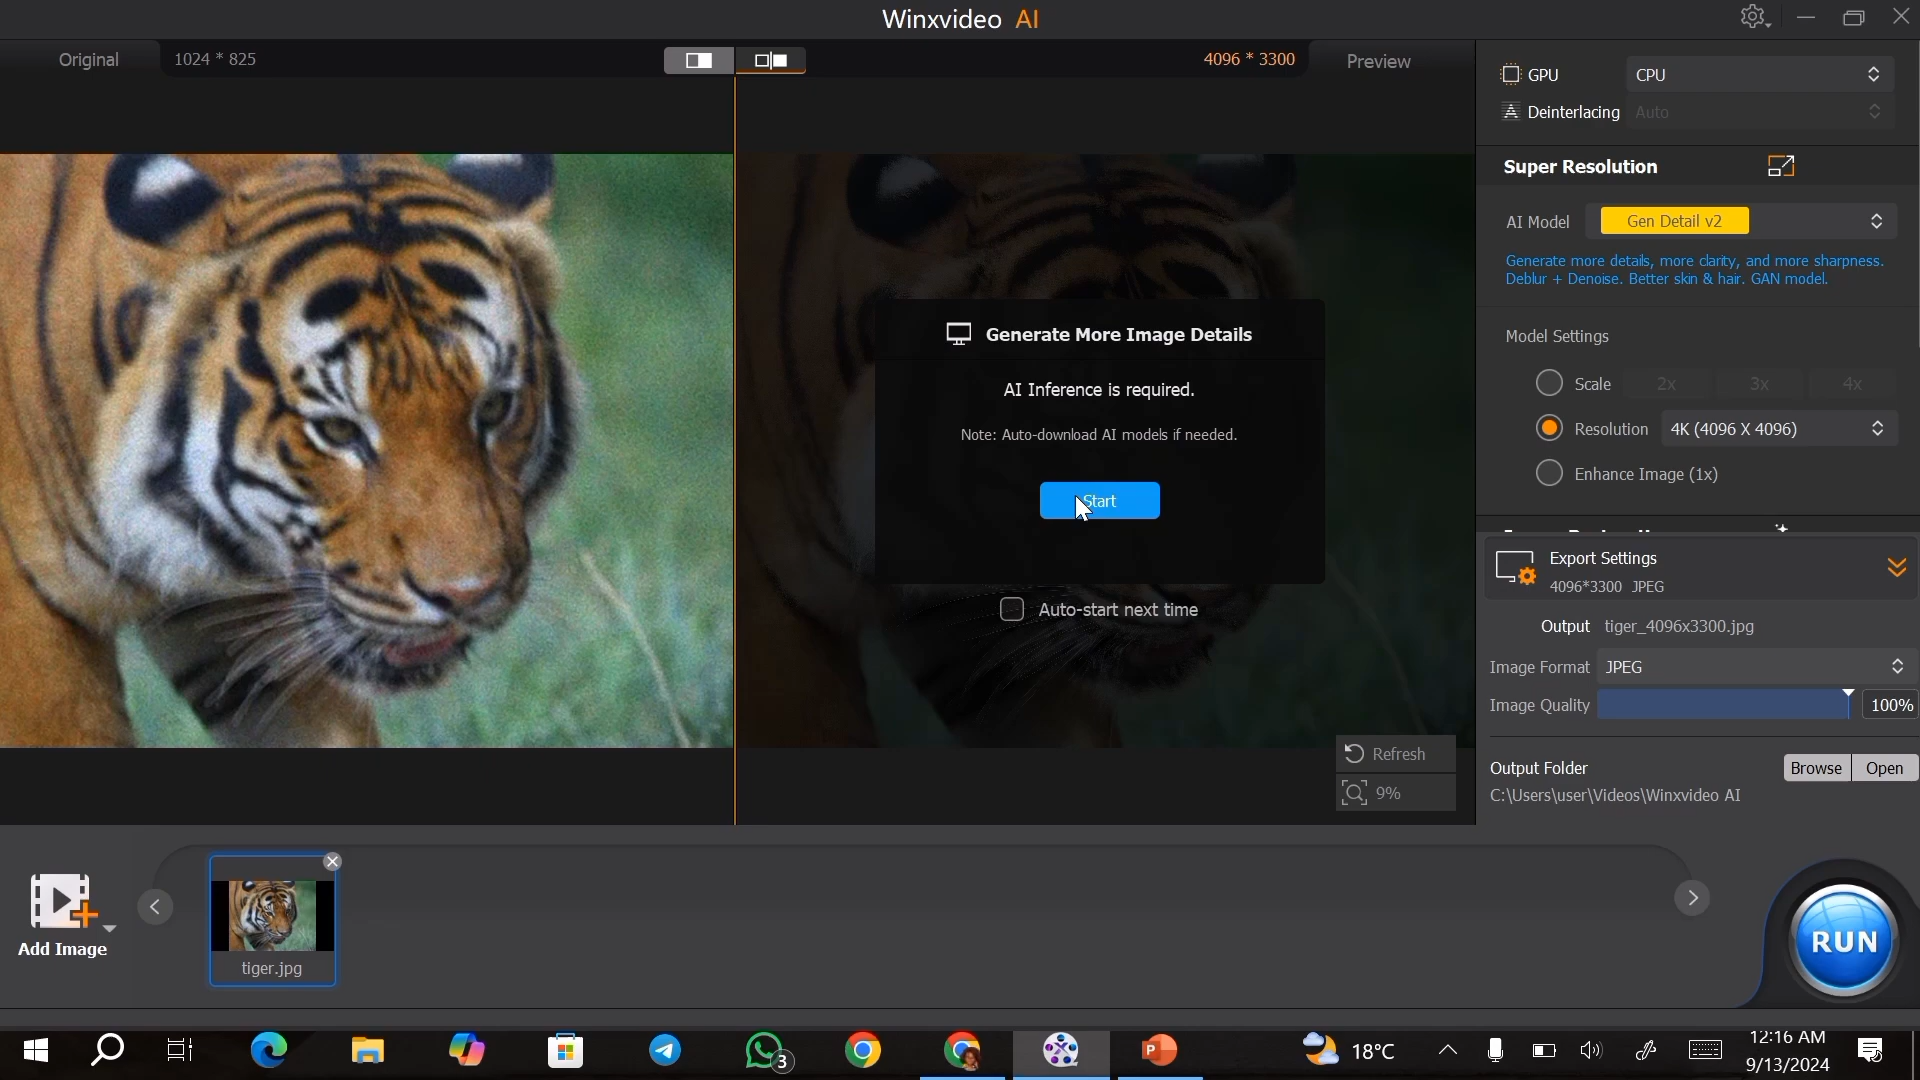 Winxvideo AI
Original
1024 * 825
4096 * 3300
Preview
GPU
CPU
Deinterlacing
Auto
Super Resolution
AI Model
Gen Detail v2
Generate more details, more clarity, and more sharpness.
Deblur + Denoise. Better skin & hair. GAN model.
Model Settings
Scale
2x
3x
4x
Resolution
4K (4096 X 4096)
Enhance Image (1x)
Generate More Image Details
AI Inference is required.
Note: Auto-download AI models if needed.
Start
Auto-start next time
Refresh
9%
Export Settings
4096*3300 JPEG
Output tiger_4096x3300.jpg
Image Format JPEG
Image Quality 100%
Output Folder
Browse
Open
C:\Users\user\Videos\Winxvideo AI
Add Image
tiger.jpg
RUN
3
18°C
12:16 AM
9/13/2024